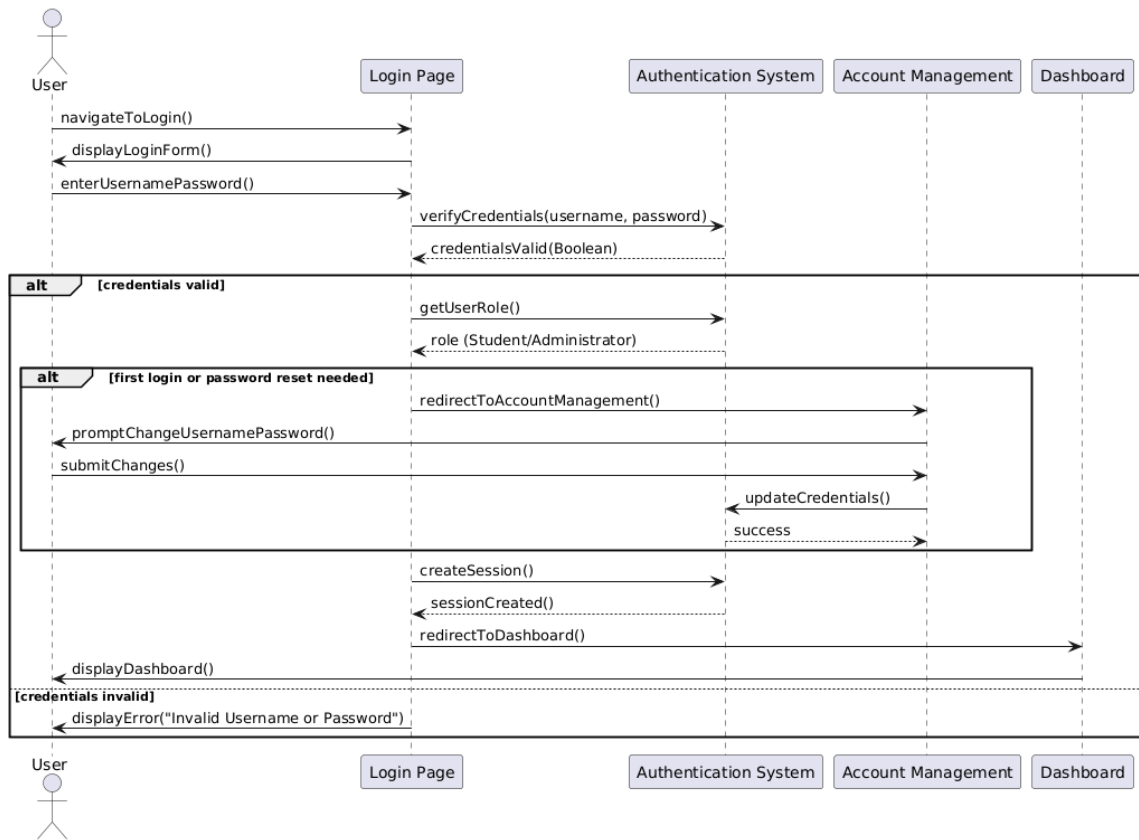 User
Login Page
Authentication System
Account Management
Dashboard
navigateToLogin()
displayLoginForm()
enterUsernamePassword()
verifyCredentials(username, password)
credentialsValid(Boolean)
alt [credentials valid]
getUserRole()
role (Student/Administrator)
alt [first login or password reset needed]
redirectToAccountManagement()
promptChangeUsernamePassword()
submitChanges()
updateCredentials()
success
createSession()
sessionCreated()
redirectToDashboard()
displayDashboard()
[credentials invalid]
displayError("Invalid Username or Password")
User
Login Page
Authentication System
Account Management
Dashboard